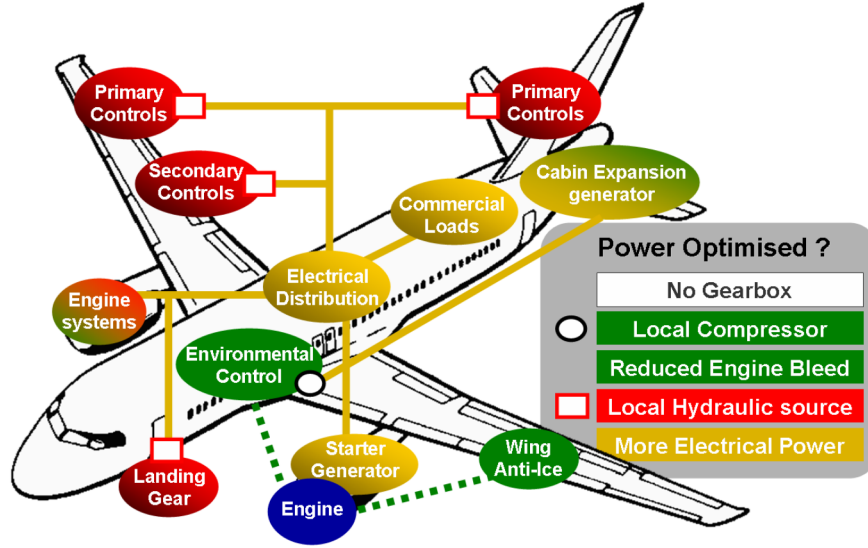 Primary
Controls
Primary
Controls
Secondary
Controls
Cabin Expansion
generator
Commercial
Loads
Power Optimised ?
No Gearbox
Electrical
Distribution
Engine
systems
Local Compressor
Environmental
Control
Reduced Engine Bleed
Local Hydraulic source
More Electrical Power
Wing
Anti-Ice
Starter
Generator
Landing
Gear
Engine